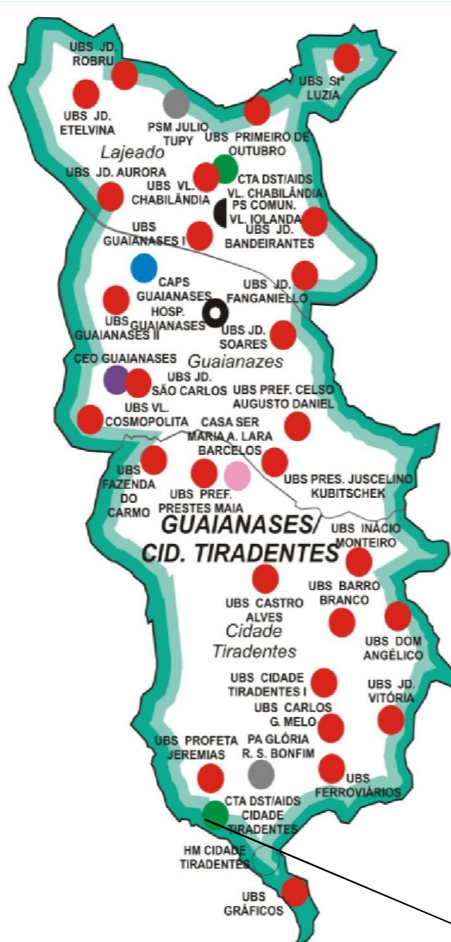 UBS JD.
ROBRU
UBS Stª
LUZIA
UBS JD.
ETELVINA
PSM JULIO
TUPY
UBS PRIMEIRO DE
OUTUBRO
Lajeado
UBS JD. AURORA
UBS VL.
CHABILÂNDIA
CTA DST/AIDS
VL. CHABILÂNDIA
PS COMUN.
VL. IOLANDA
UBS JD.
BANDEIRANTES
UBS
GUAIANASES I
CAPS
GUAIANASES
UBS JD.
FANGANIELLO
HOSP.
GUAIANASES
UBS
GUAIANASES II
UBS JD.
SOARES
Guaianazes
CEO GUAIANASES
UBS JD.
SÃO CARLOS
UBS PREF. CELSO
AUGUSTO DANIEL
UBS VL.
COSMOPOLITA
CASA SER
MARIA A. LARA
BARCELOS
UBS
FAZENDA
DO
CARMO
UBS PREF.
PRESTES MAIA
UBS PRES. JUSCELINO
KUBITSCHEK
GUAIANASES/
CID. TIRADENTES
UBS INÁCIO
MONTEIRO
UBS CASTRO
ALVES
UBS BARRO
BRANCO
UBS DOM
ANGÉLICO
Cidade
Tiradentes
UBS CIDADE
TIRADENTES I
UBS JD.
VITÓRIA
UBS CARLOS
G. MELO
UBS PROFETA
JEREMIAS
PA GLÓRIA
R. S. BONFIM
UBS
FERROVIÁRIOS
CTA DST/AIDS
CIDADE
TIRADENTES
HM CIDADE
TIRADENTES
UBS
GRÁFICOS